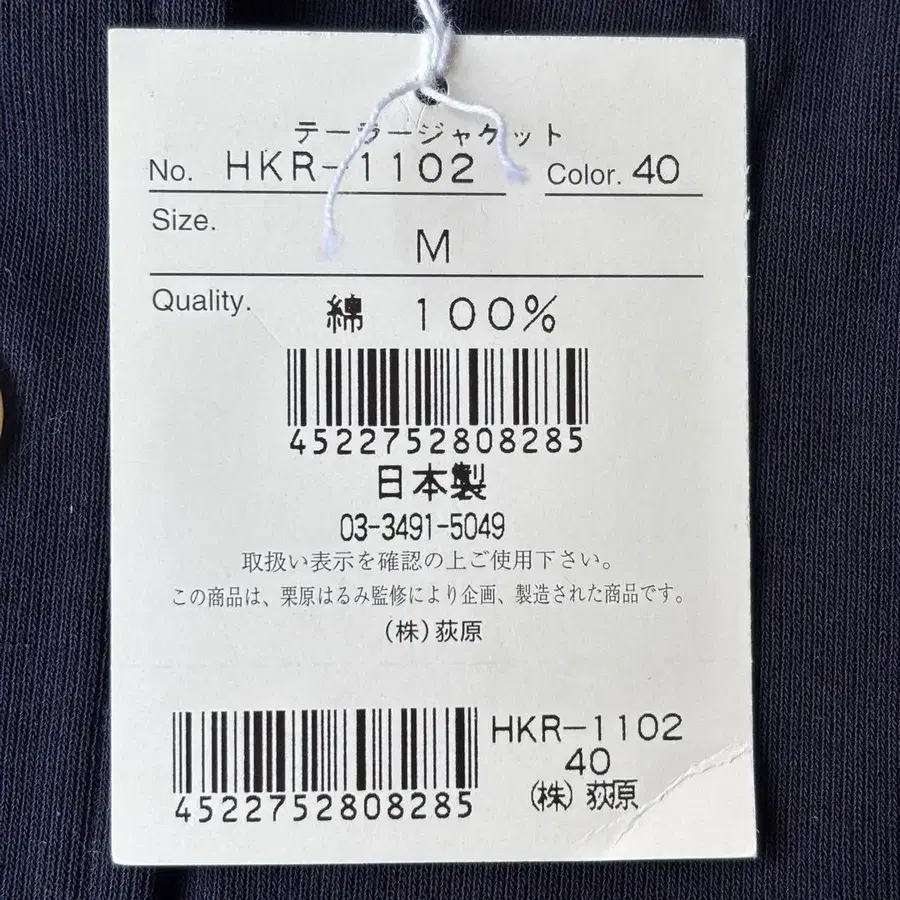 テーラージャケット
No. HKR-1102 Color. 40
Size. M
Quality. 綿 100%
4522752808285
日本製
03-3491-5049
取扱い表示を確認の上ご使用下さい。
この商品は、栗原はるみ監修により企画、製造された商品です。
(株)荻原
4522752808285
HKR-1102
40
(株)荻原